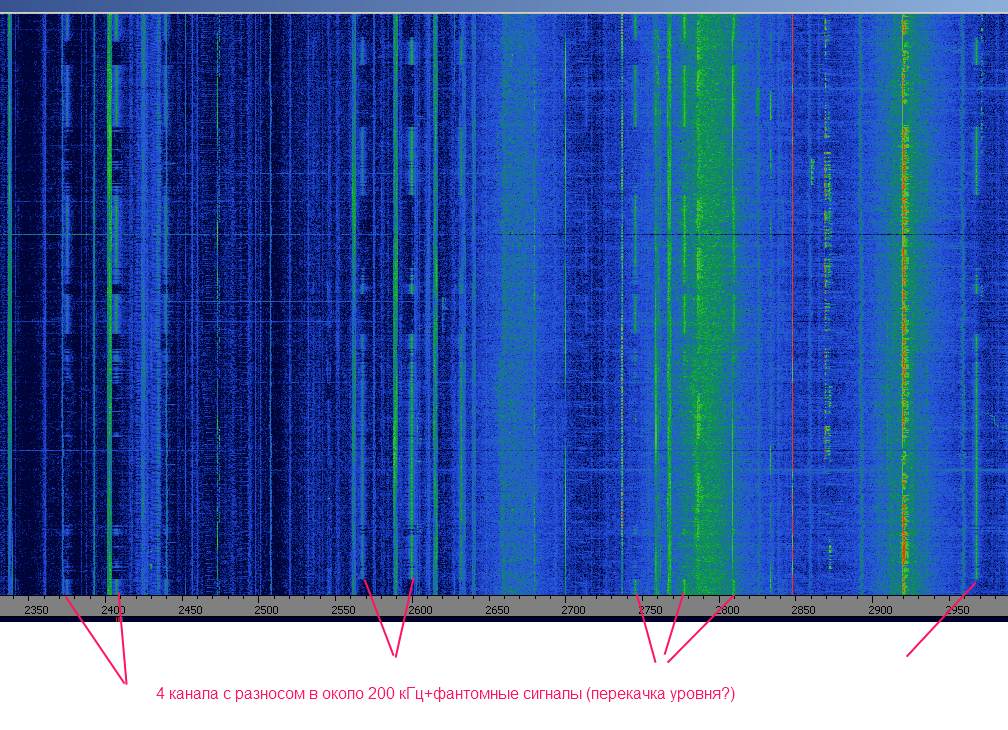 2350 2400 2450 2500 2550 2600 2650 2700 2750 2800 2850 2900 2950
4 канала с разносом в около 200 кГц+фантомные сигналы (перекачка уровня?)